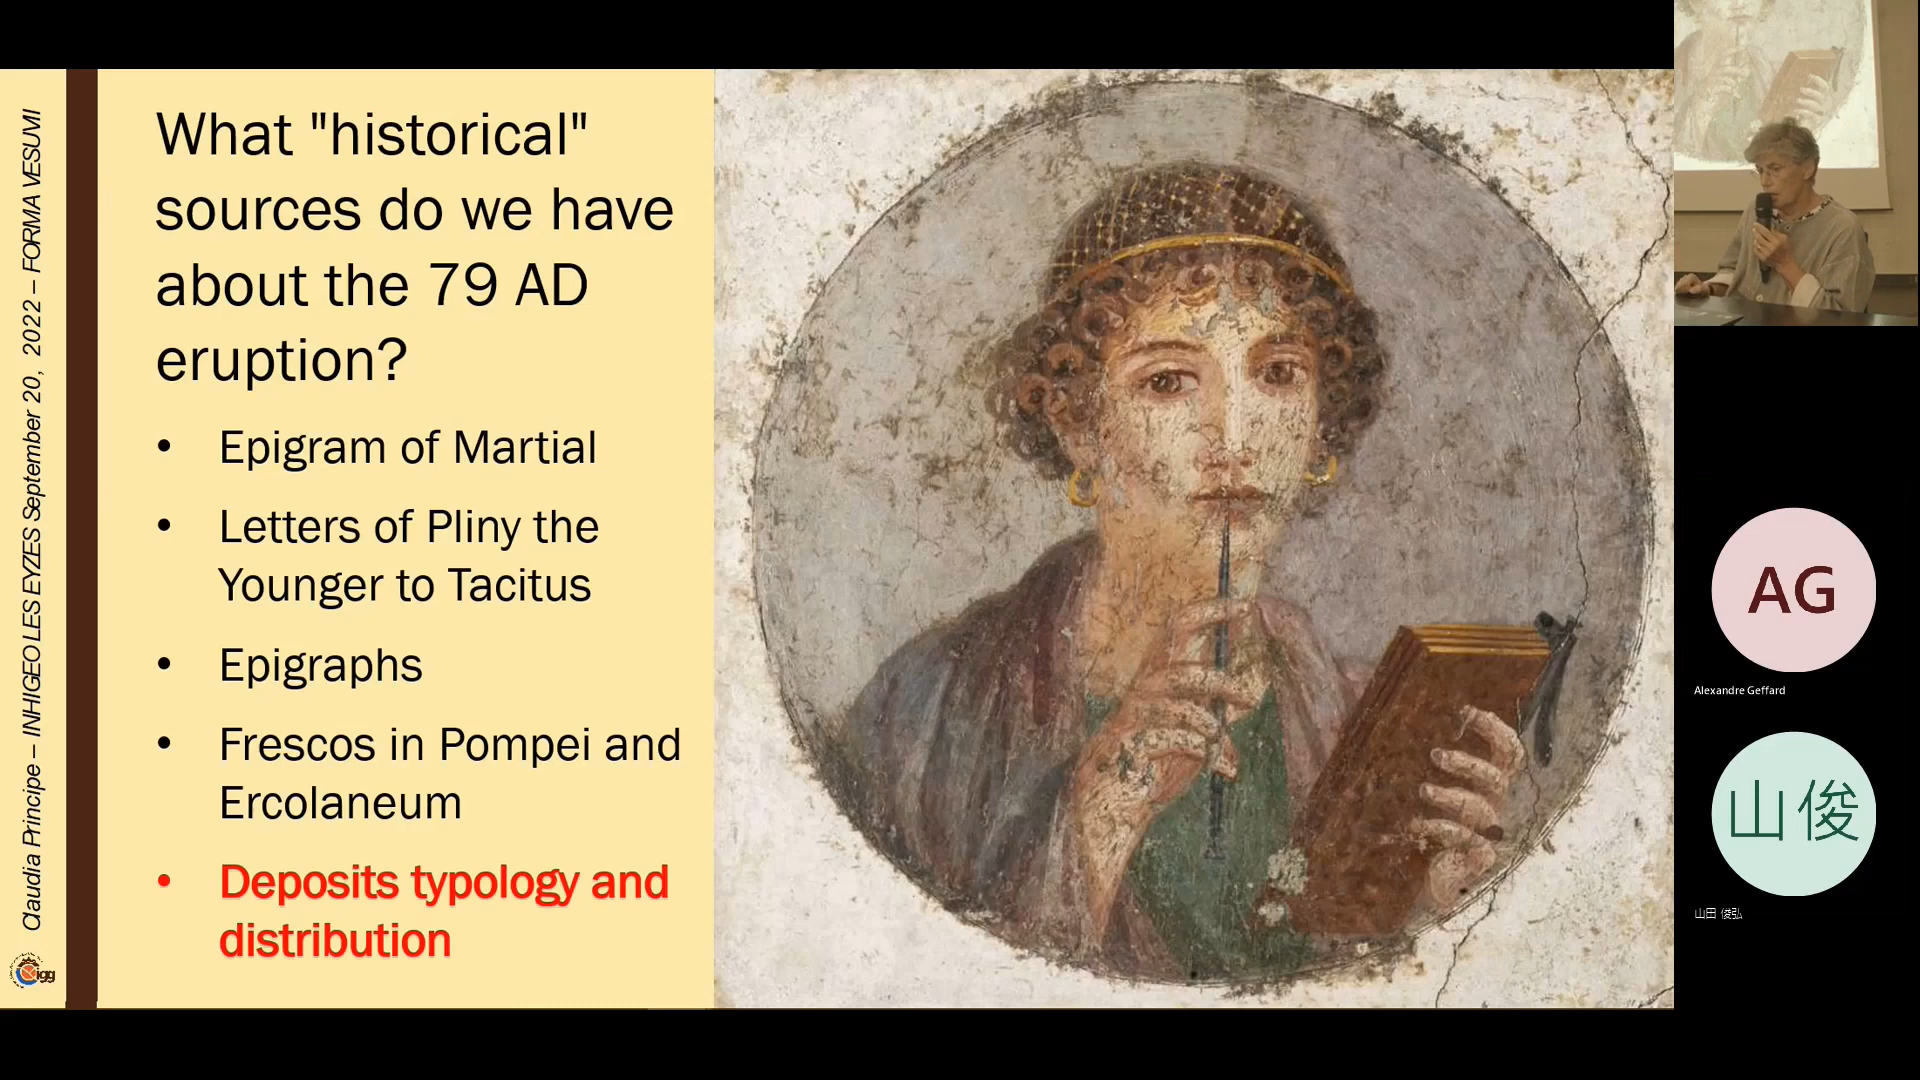 Claudia Principe – INHIGEO LES EYZES September 20, 2022 – FORMA VESUMI
igg
What "historical"
sources do we have
about the 79 AD
eruption?
• Epigram of Martial
• Letters of Pliny the
Younger to Tacitus
• Epigraphs
• Frescos in Pompei and
Ercolaneum
• Deposits typology and
distribution
AG
Alexandre Geffard
山俊
山田 俊弘